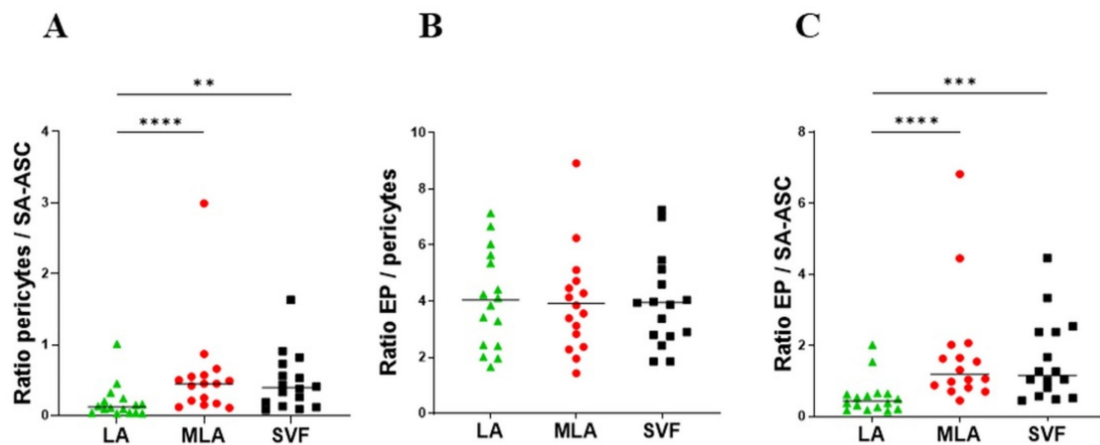 A
**
****
Ratio pericytes / SA-ASC
4
3
2
1
0
LA MLA SVF
B
Ratio EP / pericytes
10
8
6
4
2
0
LA MLA SVF
C
***
****
Ratio EP / SA-ASC
8
6
4
2
0
LA MLA SVF